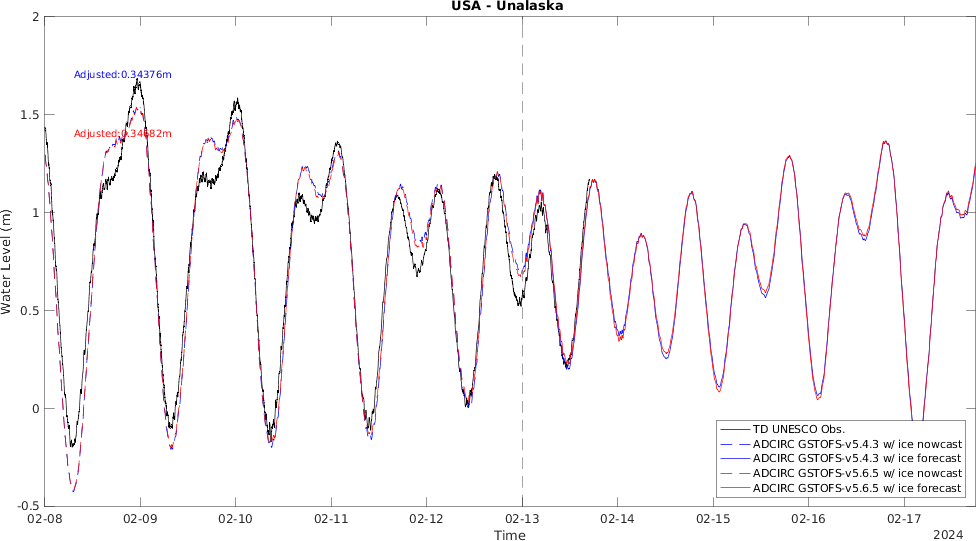 USA - Unalaska
2
Adjusted:0.34376m
1.5
Adjusted:0.34682m
1
0.5
0
-0.5
Water Level (m)
TD UNESCO Obs.
ADCIRC GSTOFS-v5.4.3 w/ ice nowcast
ADCIRC GSTOFS-v5.4.3 w/ ice forecast
ADCIRC GSTOFS-v5.6.5 w/ ice nowcast
ADCIRC GSTOFS-v5.6.5 w/ ice forecast
02-08 02-09 02-10 02-11 02-12 02-13 02-14 02-15 02-16 02-17
Time
2024